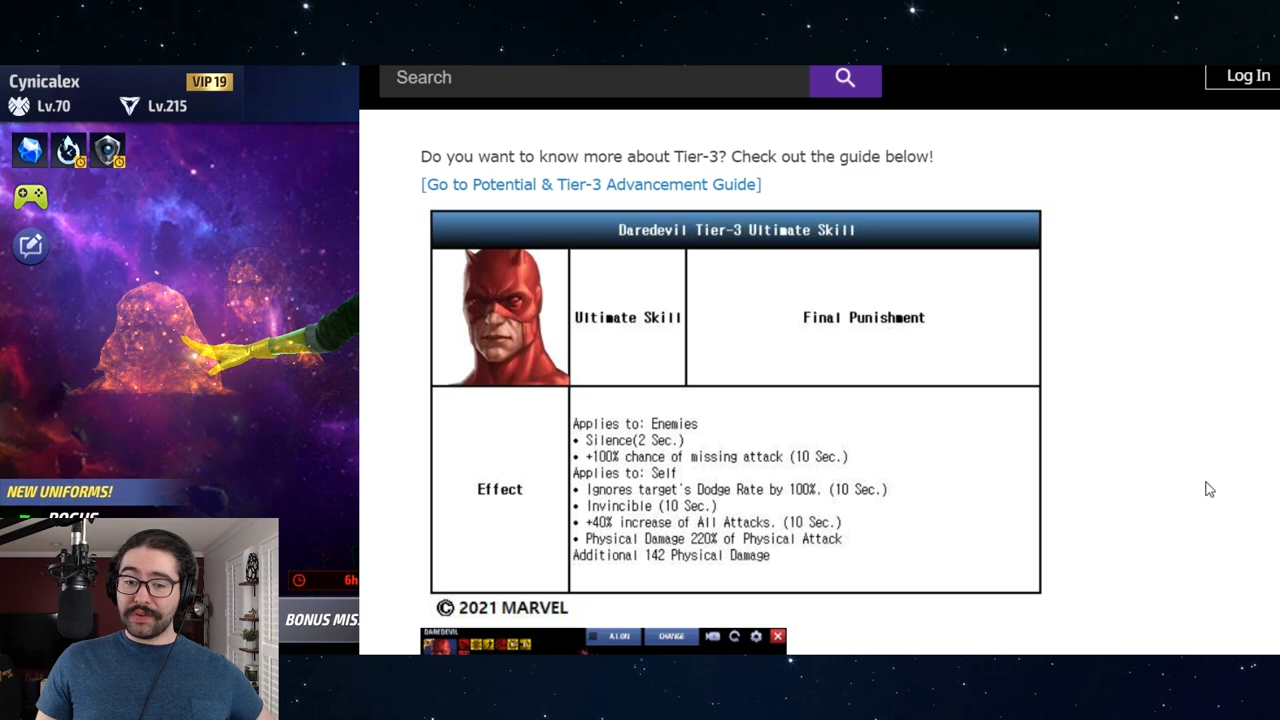 Cynicalex
VIP 19
Lv.70
Lv.215
NEW UNIFORMS!
6h
BONUS MIS
Search
Log In
Do you want to know more about Tier-3? Check out the guide below!
[Go to Potential & Tier-3 Advancement Guide]
Daredevil Tier-3 Ultimate Skill
Ultimate Skill
Final Punishment
Effect
Applies to: Enemies
• Silence(2 Sec.)
• +100% chance of missing attack (10 Sec.)
Applies to: Self
• Ignores target's Dodge Rate by 100%. (10 Sec.)
• Invincible (10 Sec.)
• +40% increase of All Attacks. (10 Sec.)
• Physical Damage 220% of Physical Attack
Additional 142 Physical Damage
© 2021 MARVEL
DAREDEVIL
CHANGE